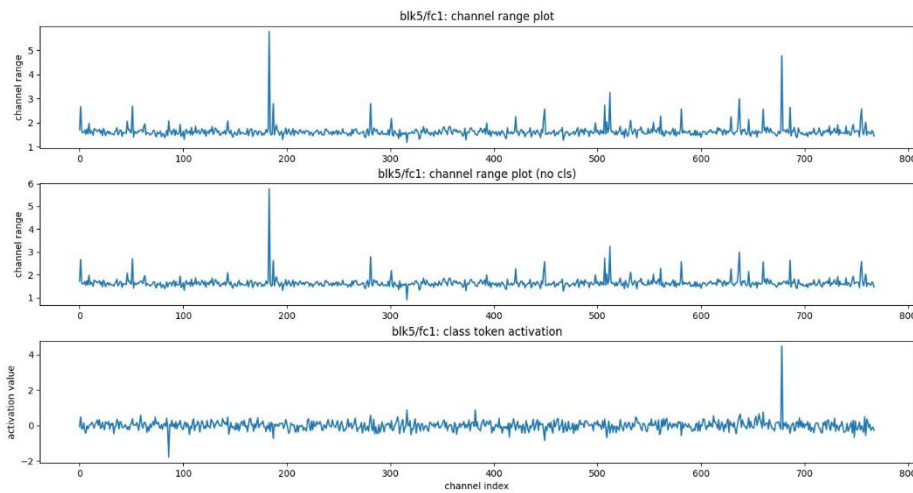 blk5/fc1: channel range plot
channel range
5
4
3
2
1
0 100 200 300 400 500 600 700 800
blk5/fc1: channel range plot (no cls)
channel range
6
5
4
3
2
1
0 100 200 300 400 500 600 700 800
blk5/fc1: class token activation
activation value
4
2
0
−2
0 100 200 300 400 500 600 700 800
channel index